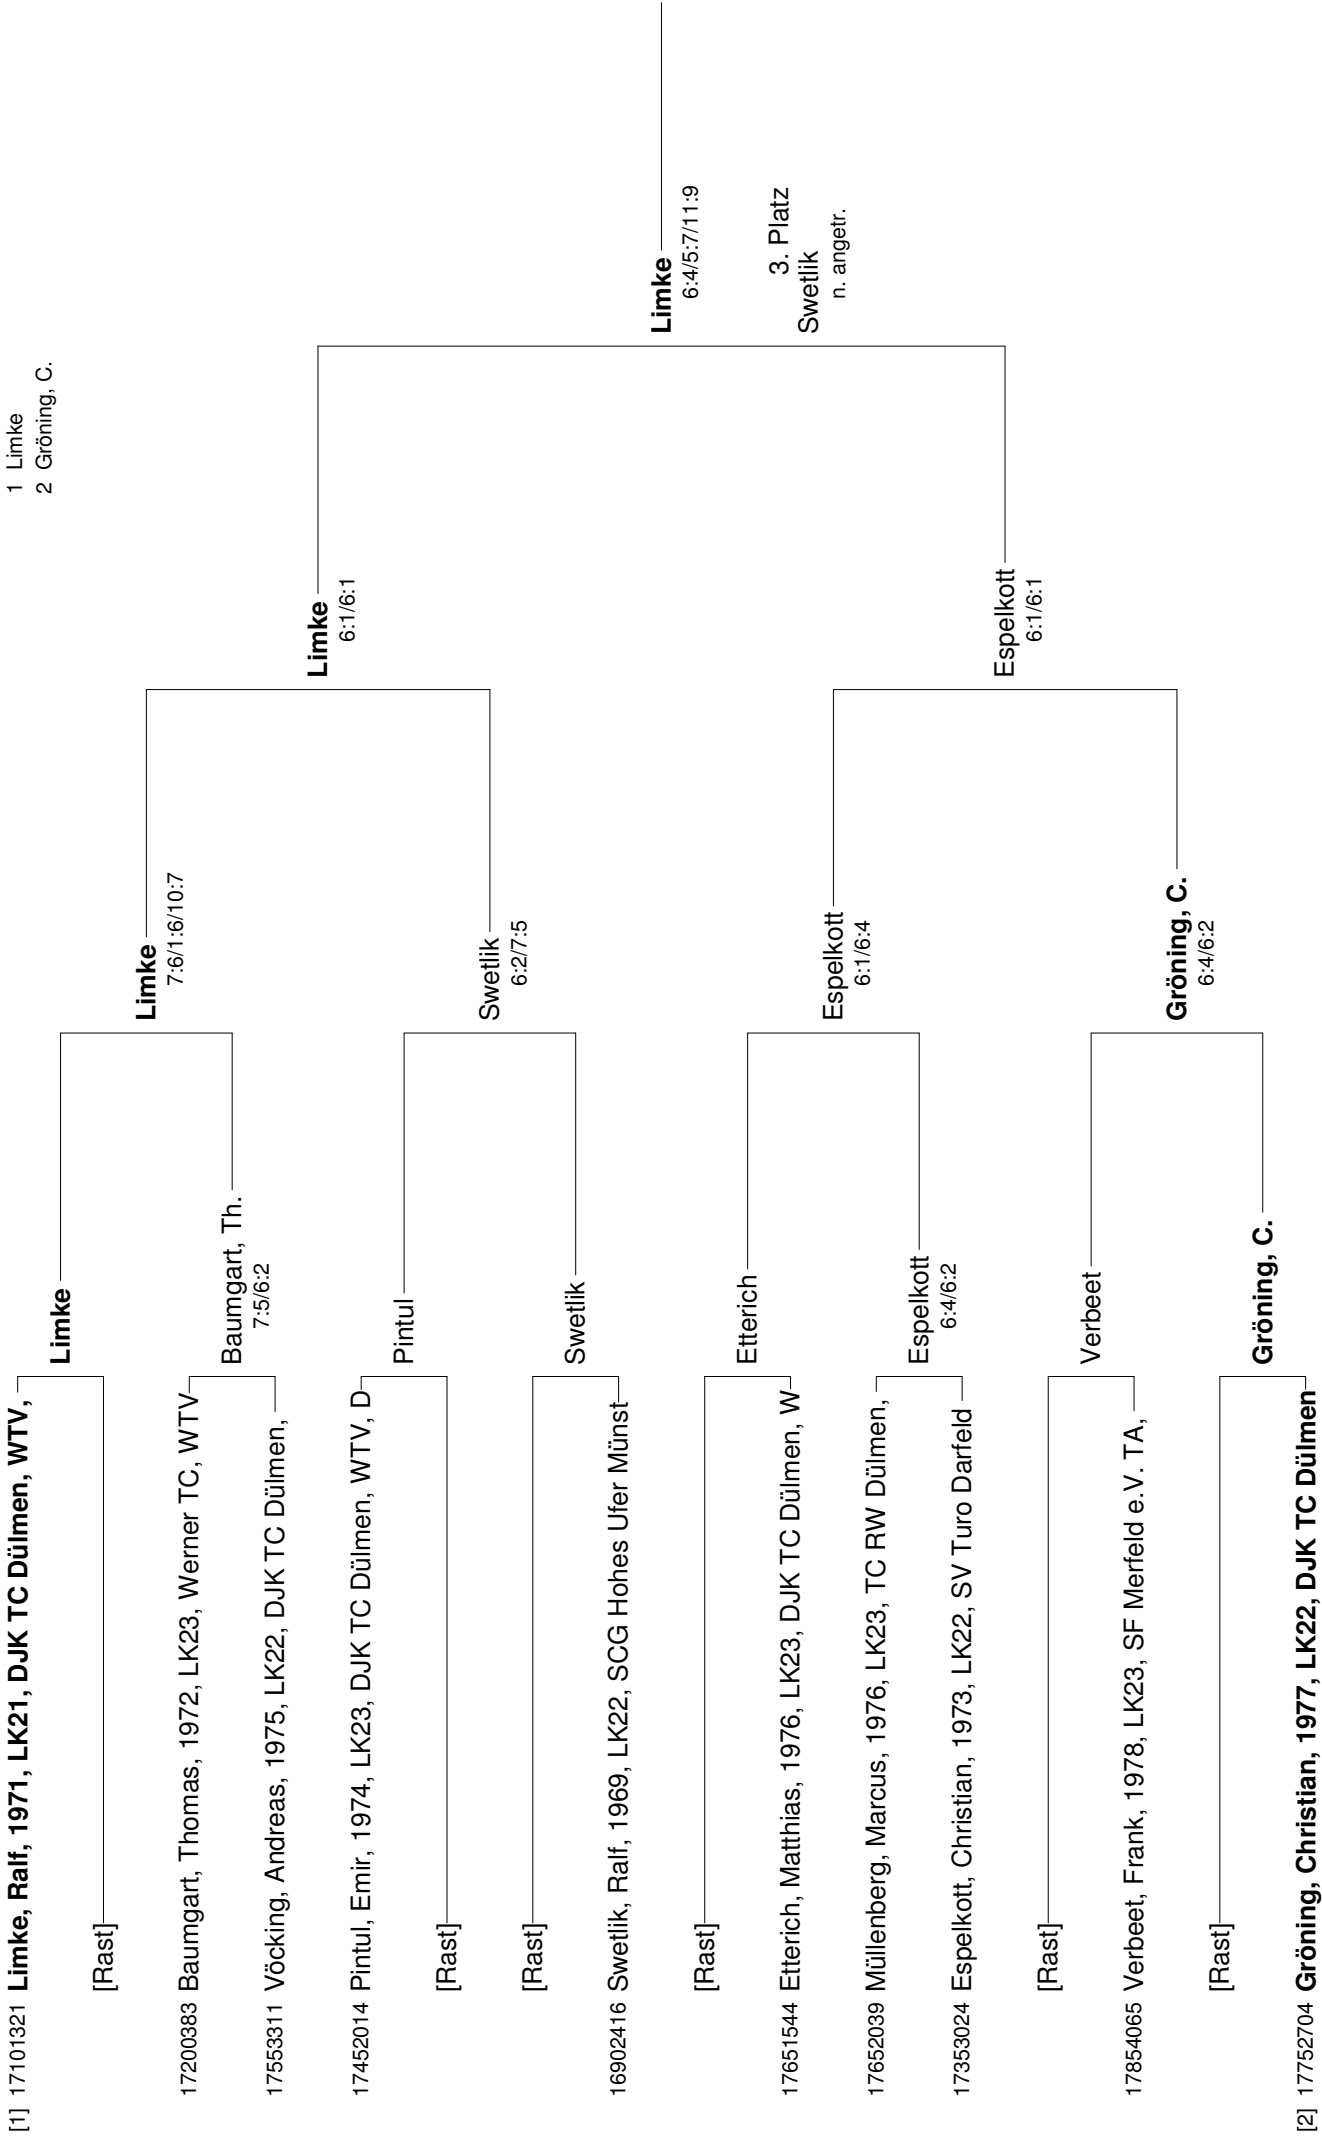 1 Limke
2 Gröning, C.
[1] 17101321 Limke, Ralf, 1971, LK21, DJK TC Dülmen, WTV,
[Rast]
17200383 Baumgart, Thomas, 1972, LK23, Werner TC, WTV
17553311 Vöcking, Andreas, 1975, LK22, DJK TC Dülmen,
17452014 Pintul, Emir, 1974, LK23, DJK TC Dülmen, WTV, D
[Rast]
[Rast]
16902416 Swetlik, Ralf, 1969, LK22, SCG Hohes Ufer Münst
[Rast]
17651544 Etterich, Matthias, 1976, LK23, DJK TC Dülmen, W
17652039 Müllenberg, Marcus, 1976, LK23, TC RW Dülmen,
17353024 Espelkott, Christian, 1973, LK22, SV Turo Darfeld
[Rast]
17854065 Verbeet, Frank, 1978, LK23, SF Merfeld e.V. TA,
[Rast]
[2] 17752704 Gröning, Christian, 1977, LK22, DJK TC Dülmen
Limke
Baumgart, Th.
7:5/6:2
Pintul
Swetlik
Etterich
Espelkott
6:4/6:2
Verbeet
Gröning, C.
Limke
7:6/1:6/10:7
Swetlik
6:2/7:5
Espelkott
6:1/6:4
Gröning, C.
6:4/6:2
Limke
6:1/6:1
Espelkott
6:1/6:1
Limke
6:4/5:7/11:9
3. Platz
Swetlik
n. angetr.